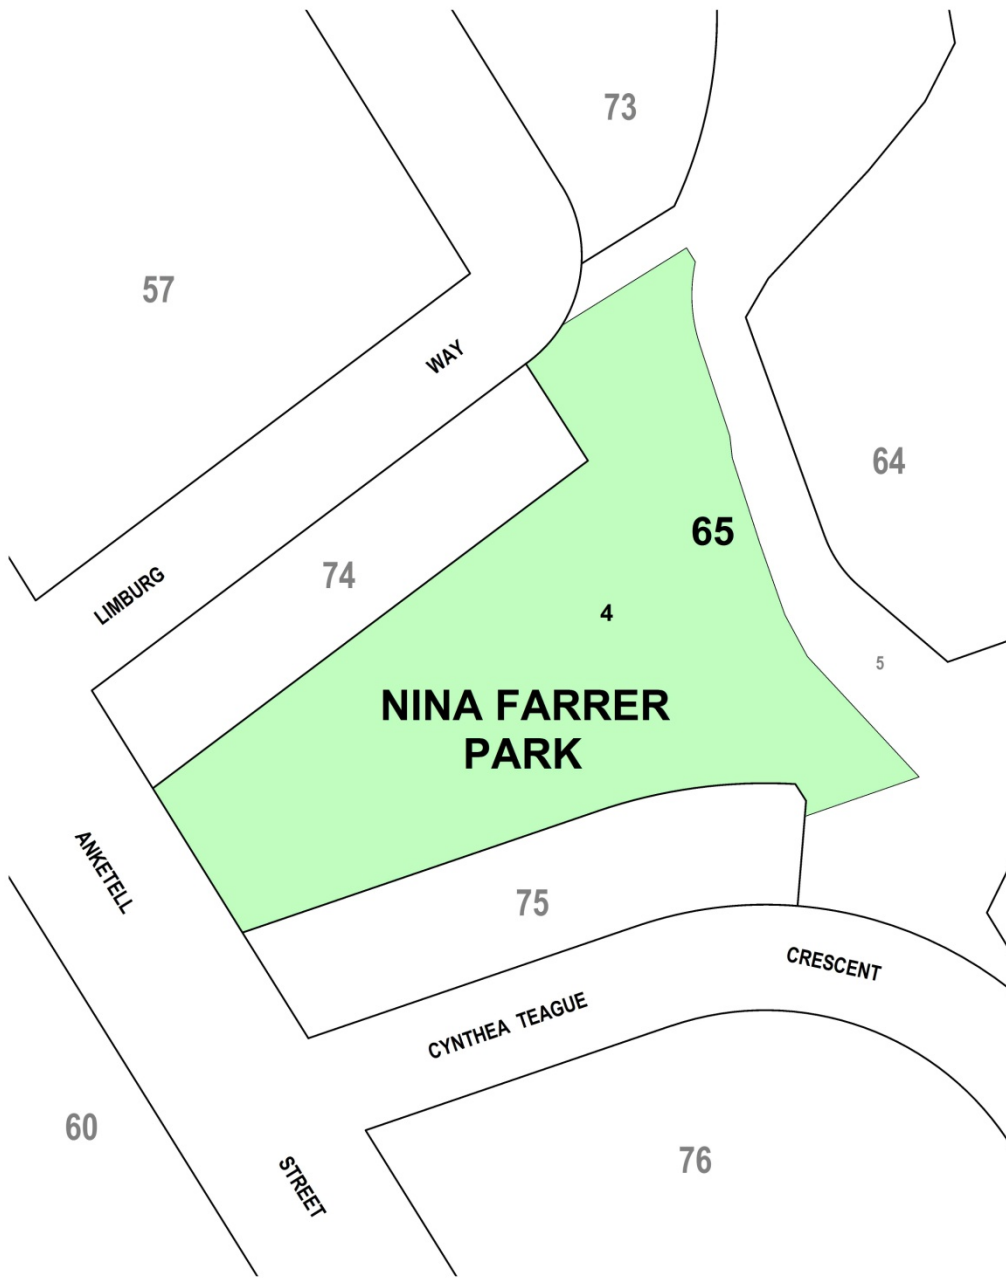 73
57
WAY
64
65
LIMBURG
74
4
5
NINA FARRER
PARK
ANKETELL
75
CRESCENT
CYNTHEA TEAGUE
60
76
STREET